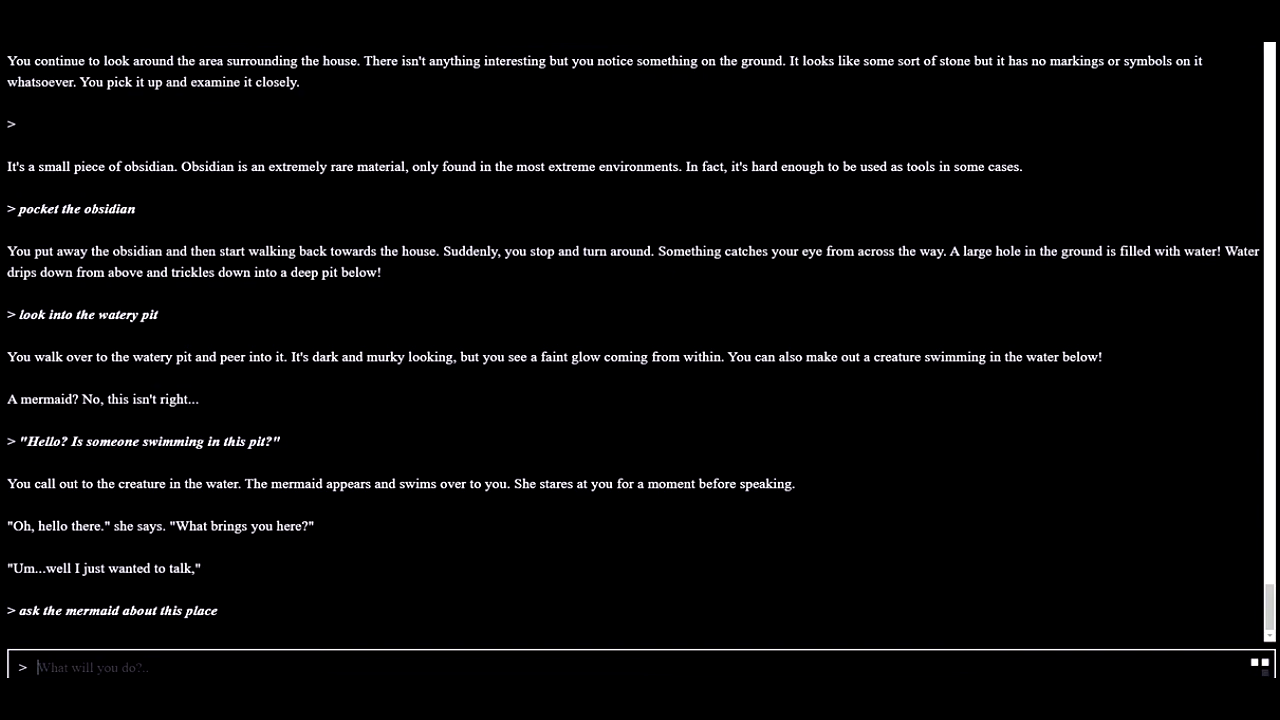 You continue to look around the area surrounding the house. There isn't anything interesting but you notice something on the ground. It looks like some sort of stone but it has no markings or symbols on it
whatsoever. You pick it up and examine it closely.
>
It's a small piece of obsidian. Obsidian is an extremely rare material, only found in the most extreme environments. In fact, it's hard enough to be used as tools in some cases.
> pocket the obsidian
You put away the obsidian and then start walking back towards the house. Suddenly, you stop and turn around. Something catches your eye from across the way. A large hole in the ground is filled with water! Water
drips down from above and trickles down into a deep pit below!
> look into the watery pit
You walk over to the watery pit and peer into it. It's dark and murky looking, but you see a faint glow coming from within. You can also make out a creature swimming in the water below!
A mermaid? No, this isn't right...
> "Hello? Is someone swimming in this pit?"
You call out to the creature in the water. The mermaid appears and swims over to you. She stares at you for a moment before speaking.
"Oh, hello there." she says. "What brings you here?"
"Um...well I just wanted to talk,"
> ask the mermaid about this place
> What will you do?..